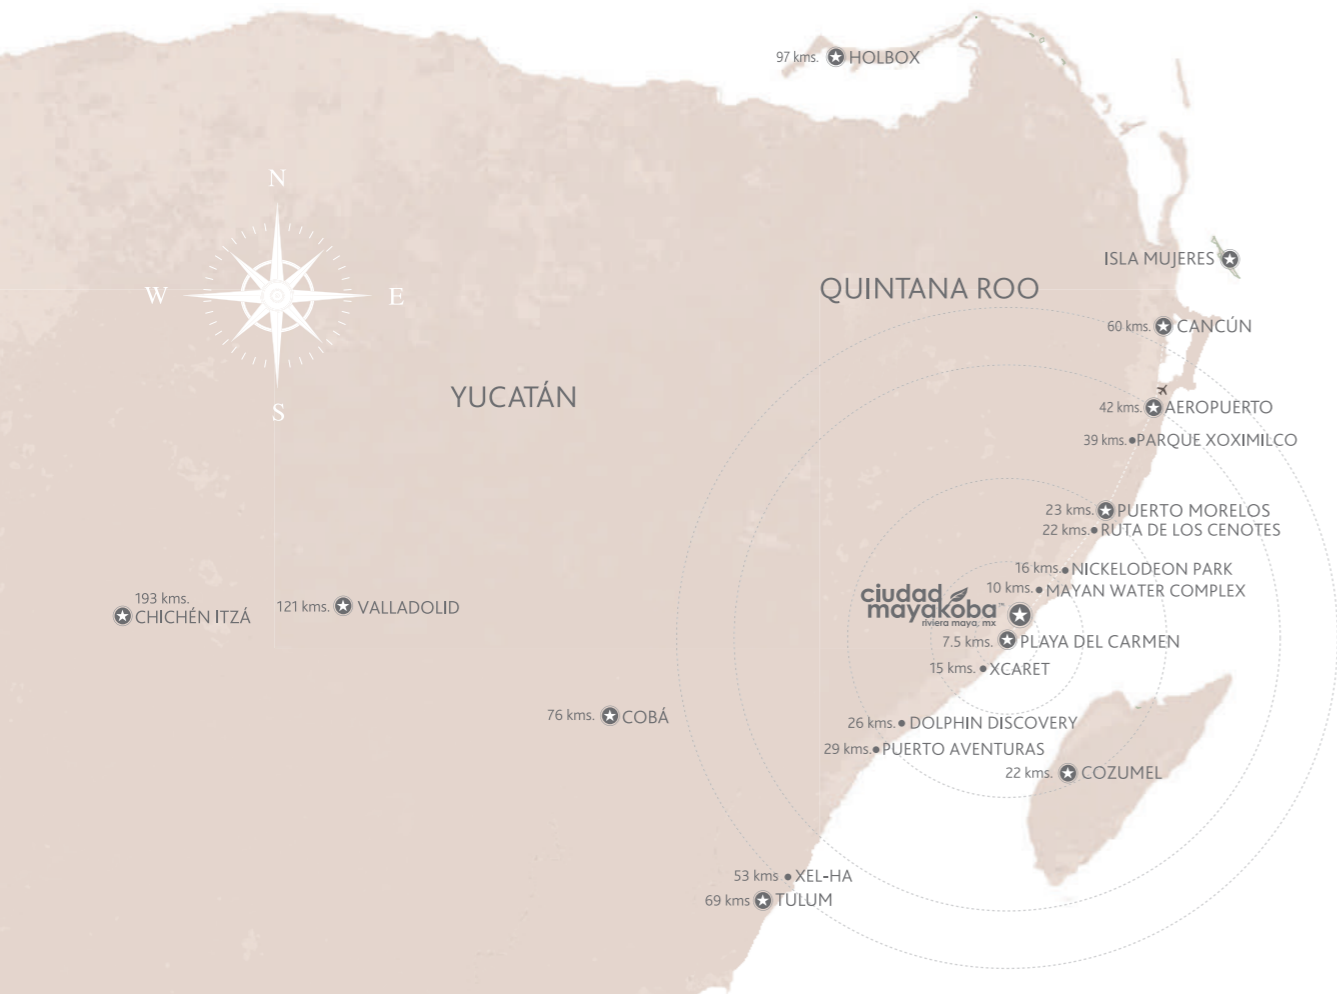 97 kms. HOLBOX
N
W
E
S
ISLA MUJERES
QUINTANA ROO
60 kms. CANCÚN
YUCATÁN
42 kms. AEROPUERTO
39 kms. PARQUE XOXIMILCO
23 kms. PUERTO MORELOS
22 kms. RUTA DE LOS CENOTES
16 kms. NICKELODEON PARK
10 kms. MAYAN WATER COMPLEX
ciudad
mayakoba™
riviera maya, mx
193 kms.
CHICHÉN ITZÁ
121 kms. VALLADOLID
7.5 kms. PLAYA DEL CARMEN
15 kms. XCARET
76 kms. COBÁ
26 kms. DOLPHIN DISCOVERY
29 kms. PUERTO AVENTURAS
22 kms. COZUMEL
53 kms XEL-HA
69 kms TULUM